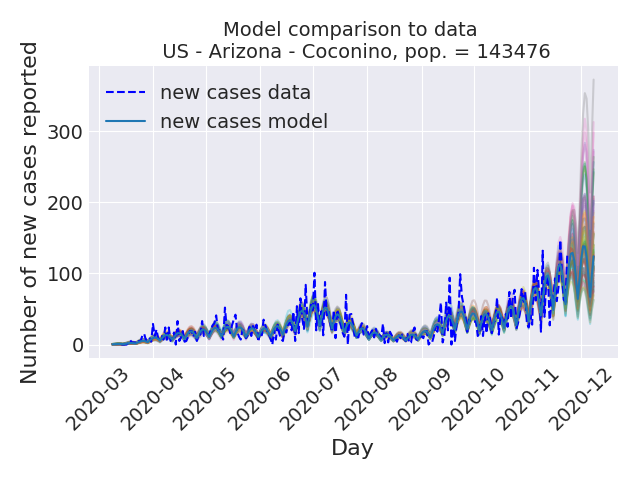 Model comparison to data
US - Arizona - Coconino, pop. = 143476
Number of new cases reported
new cases data
new cases model
300
200
100
0
2020-03
2020-04
2020-05
2020-06
2020-07
2020-08
2020-09
2020-10
2020-11
2020-12
Day